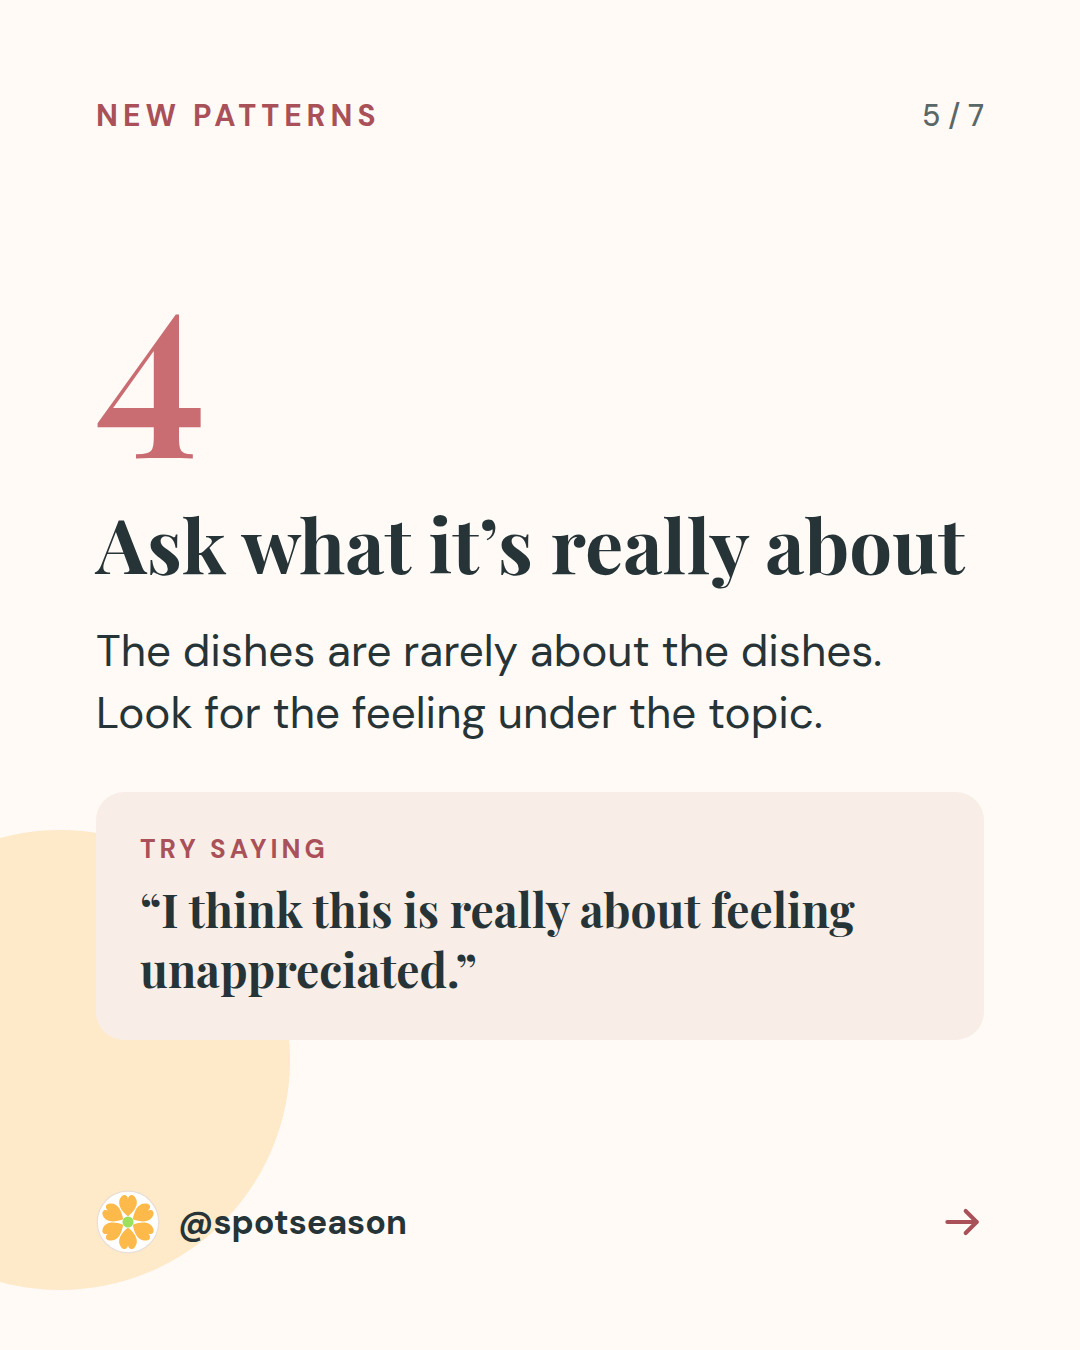 NEW PATTERNS
5 / 7
4
Ask what it’s really about
The dishes are rarely about the dishes.
Look for the feeling under the topic.
TRY SAYING
“I think this is really about feeling
unappreciated.”
@spotseason